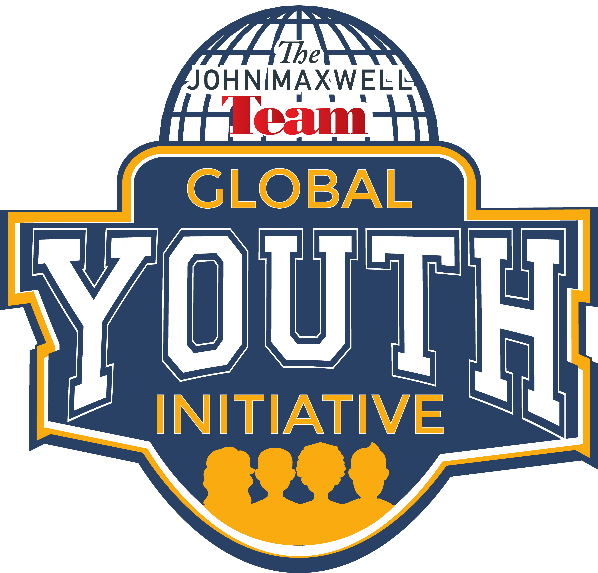 The
JOHN MAXWELL
Team
GLOBAL
YOUTH
INITIATIVE